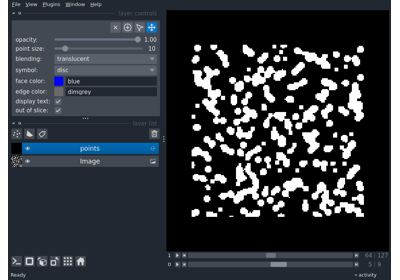 File View Plugins Window Help
layer controls
opacity: 1.00
point size: 10
blending: translucent
symbol: disc
face color: blue
edge color: dimgrey
display text:
out of slice:
layer list
points
Image
1 64 | 127
0 5 | 9
Ready activity